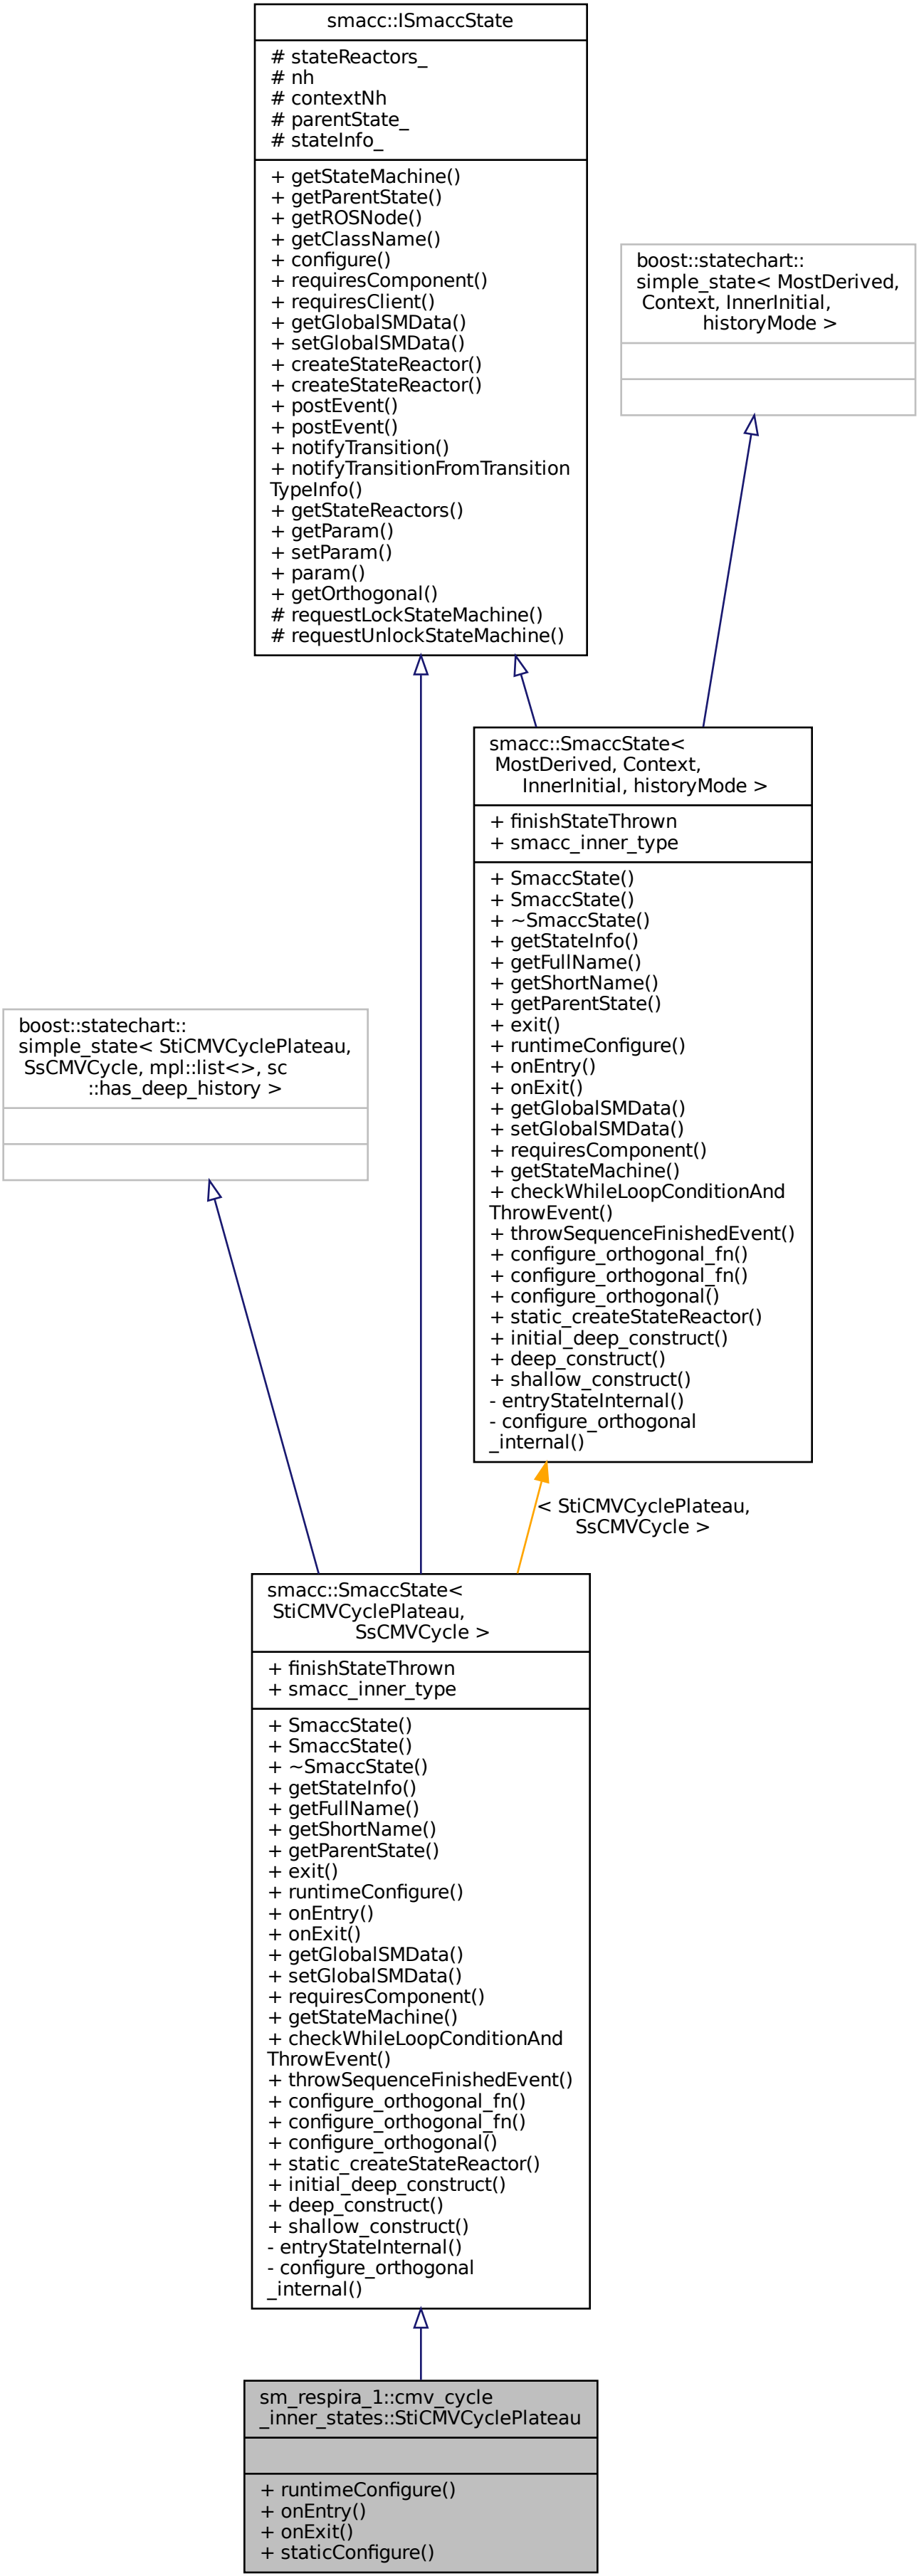 smacc::ISmaccState
# stateReactors_
# nh
# contextNh
# parentState_
# stateInfo_
+ getStateMachine()
+ getParentState()
+ getROSNode()
+ getClassName()
+ configure()
+ requiresComponent()
+ requiresClient()
+ getGlobalSMData()
+ setGlobalSMData()
+ createStateReactor()
+ createStateReactor()
+ postEvent()
+ postEvent()
+ notifyTransition()
+ notifyTransitionFromTransition
TypeInfo()
+ getStateReactors()
+ getParam()
+ setParam()
+ param()
+ getOrthogonal()
# requestLockStateMachine()
# requestUnlockStateMachine()
boost::statechart::
simple_state< MostDerived,
Context, InnerInitial,
historyMode >
smacc::SmaccState<
MostDerived, Context,
InnerInitial, historyMode >
+ finishStateThrown
+ smacc_inner_type
+ SmaccState()
+ SmaccState()
+ ~SmaccState()
+ getStateInfo()
+ getFullName()
+ getShortName()
+ getParentState()
+ exit()
+ runtimeConfigure()
+ onEntry()
+ onExit()
+ getGlobalSMData()
+ setGlobalSMData()
+ requiresComponent()
+ getStateMachine()
+ checkWhileLoopConditionAnd
ThrowEvent()
+ throwSequenceFinishedEvent()
+ configure_orthogonal_fn()
+ configure_orthogonal_fn()
+ configure_orthogonal()
+ static_createStateReactor()
+ initial_deep_construct()
+ deep_construct()
+ shallow_construct()
- entryStateInternal()
- configure_orthogonal
_internal()
boost::statechart::
simple_state< StiCMVCyclePlateau,
SsCMVCycle, mpl::list<>, sc
::has_deep_history >
< StiCMVCyclePlateau,
SsCMVCycle >
smacc::SmaccState<
StiCMVCyclePlateau,
SsCMVCycle >
+ finishStateThrown
+ smacc_inner_type
+ SmaccState()
+ SmaccState()
+ ~SmaccState()
+ getStateInfo()
+ getFullName()
+ getShortName()
+ getParentState()
+ exit()
+ runtimeConfigure()
+ onEntry()
+ onExit()
+ getGlobalSMData()
+ setGlobalSMData()
+ requiresComponent()
+ getStateMachine()
+ checkWhileLoopConditionAnd
ThrowEvent()
+ throwSequenceFinishedEvent()
+ configure_orthogonal_fn()
+ configure_orthogonal_fn()
+ configure_orthogonal()
+ static_createStateReactor()
+ initial_deep_construct()
+ deep_construct()
+ shallow_construct()
- entryStateInternal()
- configure_orthogonal
_internal()
sm_respira_1::cmv_cycle
_inner_states::StiCMVCyclePlateau
+ runtimeConfigure()
+ onEntry()
+ onExit()
+ staticConfigure()